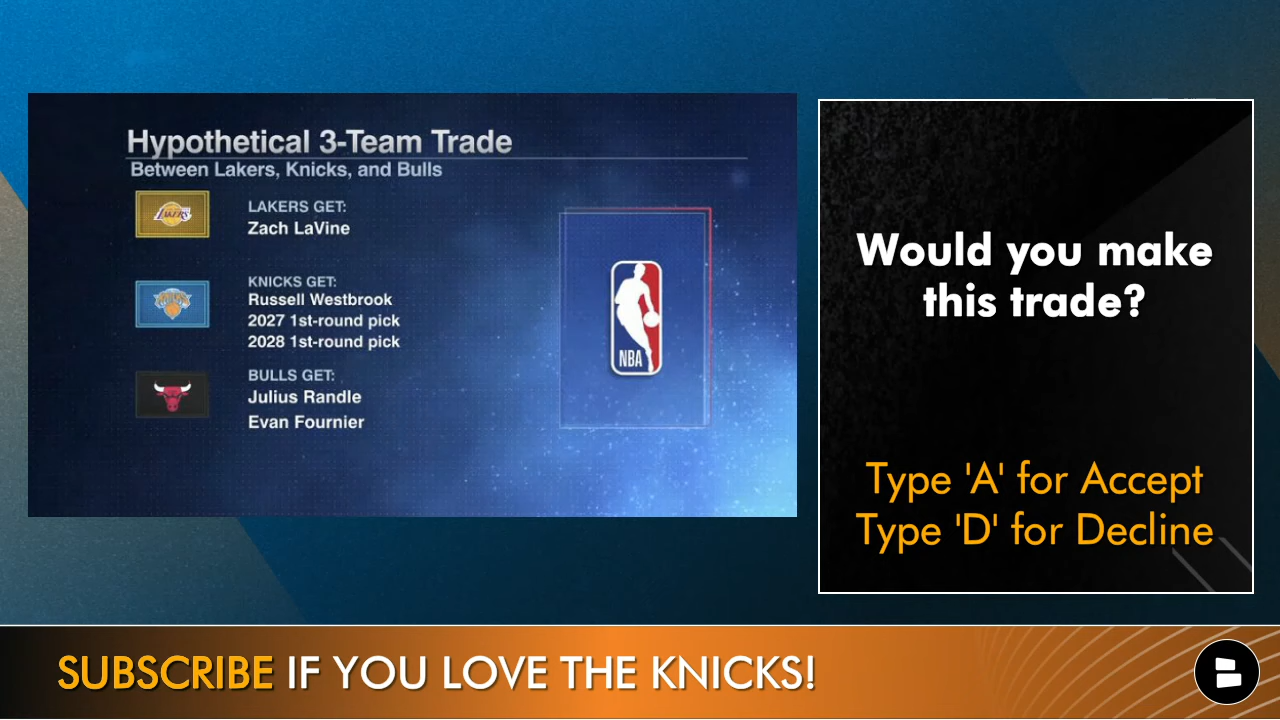 Hypothetical 3-Team Trade
Between Lakers, Knicks, and Bulls
LAKERS
LAKERS GET:
Zach LaVine
KNICKS GET:
Russell Westbrook
2027 1st-round pick
2028 1st-round pick
BULLS GET:
Julius Randle
Evan Fournier
NBA
Would you make
this trade?
Type 'A' for Accept
Type 'D' for Decline
SUBSCRIBE IF YOU LOVE THE KNICKS!